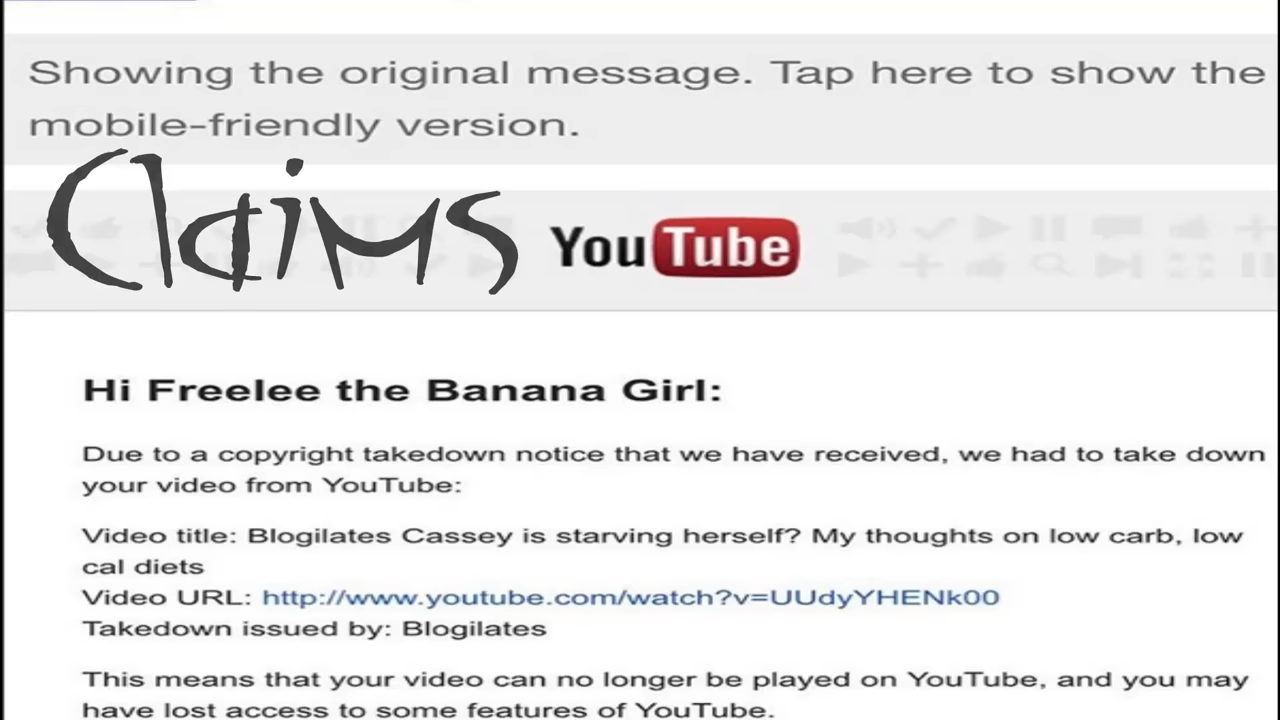 Showing the original message. Tap here to show the
mobile-friendly version.
Claims
YouTube
Hi Freelee the Banana Girl:
Due to a copyright takedown notice that we have received, we had to take down
your video from YouTube:
Video title: Blogilates Cassey is starving herself? My thoughts on low carb, low
cal diets
Video URL: http://www.youtube.com/watch?v=UUdyYHENk00
Takedown issued by: Blogilates
This means that your video can no longer be played on YouTube, and you may
have lost access to some features of YouTube.